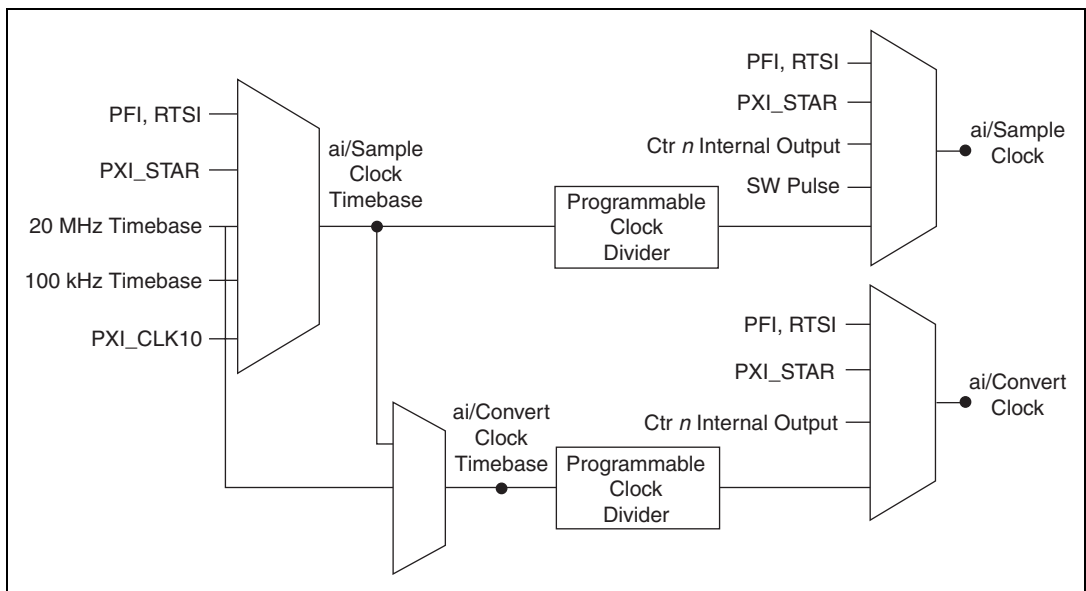 PFI, RTSI
PXI_STAR
20 MHz Timebase
100 kHz Timebase
PXI_CLK10
ai/Sample
Clock
Timebase
Programmable
Clock
Divider
PFI, RTSI
PXI_STAR
Ctr n Internal Output
SW Pulse
ai/Sample
Clock
ai/Convert
Clock
Timebase
Programmable
Clock
Divider
PFI, RTSI
PXI_STAR
Ctr n Internal Output
ai/Convert
Clock